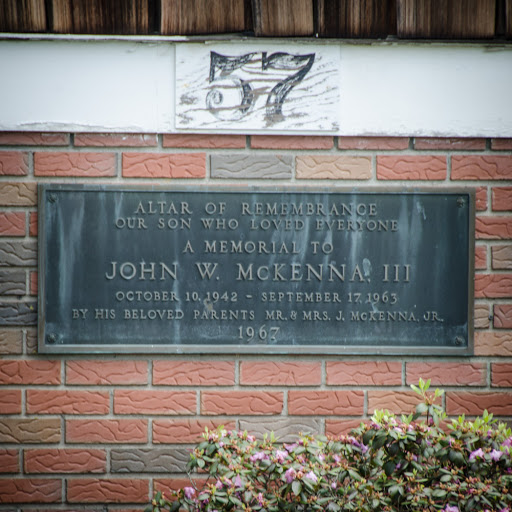 57
ALTAR OF REMEMBRANCE
OUR SON WHO LOVED EVERYONE
A MEMORIAL TO
JOHN W. McKENNA, III
OCTOBER 10, 1942 - SEPTEMBER 17, 1963
BY HIS BELOVED PARENTS MR. & MRS. J. McKENNA, JR.
1967